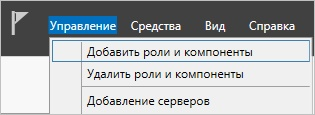 Управление Средства Вид Справка
Добавить роли и компоненты
Удалить роли и компоненты
Добавление серверов